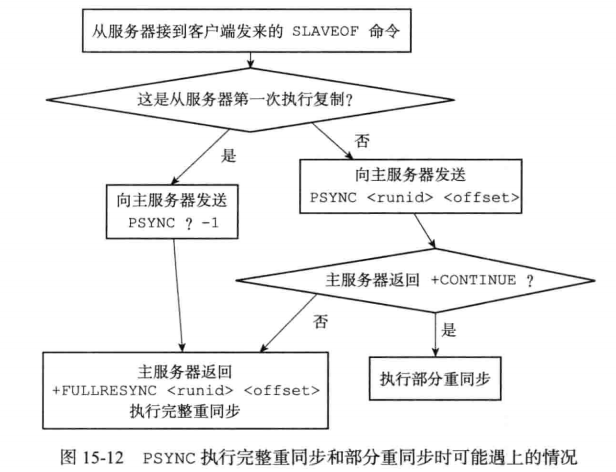 从服务器接到客户端发来的 SLAVEOF 命令
这是从服务器第一次执行复制？
是
否
向主服务器发送
PSYNC ? -1
向主服务器发送
PSYNC <runid> <offset>
主服务器返回 +CONTINUE ？
否
是
主服务器返回
+FULLRESYNC <runid> <offset>
执行完整重同步
执行部分重同步
图 15-12 PSYNC 执行完整重同步和部分重同步时可能遇上的情况